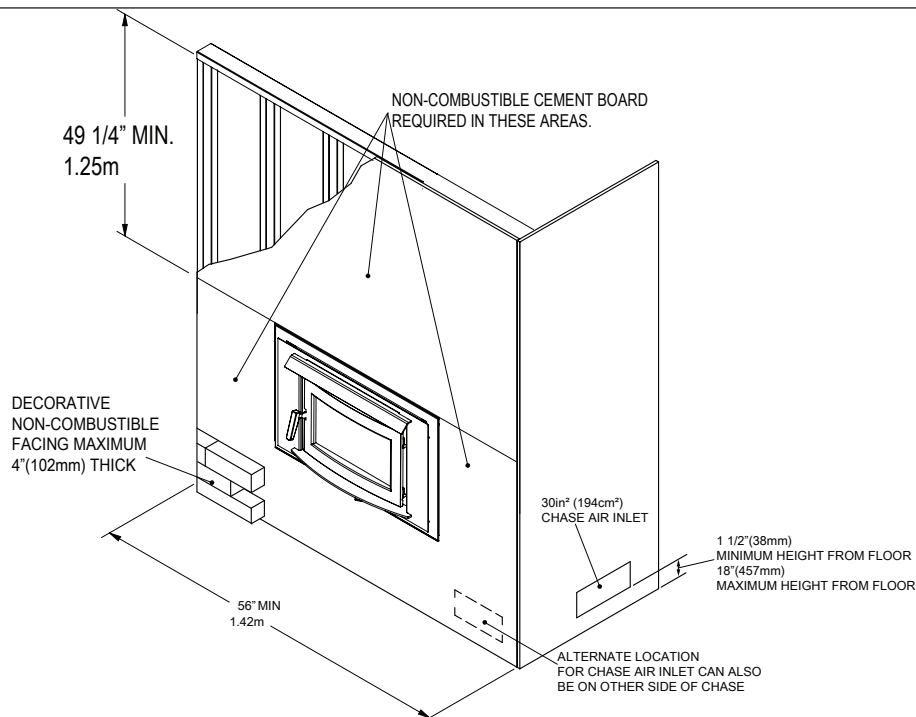 49 1/4” MIN.
1.25m
NON-COMBUSTIBLE CEMENT BOARD
REQUIRED IN THESE AREAS.
DECORATIVE
NON-COMBUSTIBLE
FACING MAXIMUM
4”(102mm) THICK
30in² (194cm²)
CHASE AIR INLET
1 1/2”(38mm)
MINIMUM HEIGHT FROM FLOOR
18”(457mm)
MAXIMUM HEIGHT FROM FLOOR
56” MIN
1.42m
ALTERNATE LOCATION
FOR CHASE AIR INLET CAN ALSO
BE ON OTHER SIDE OF CHASE